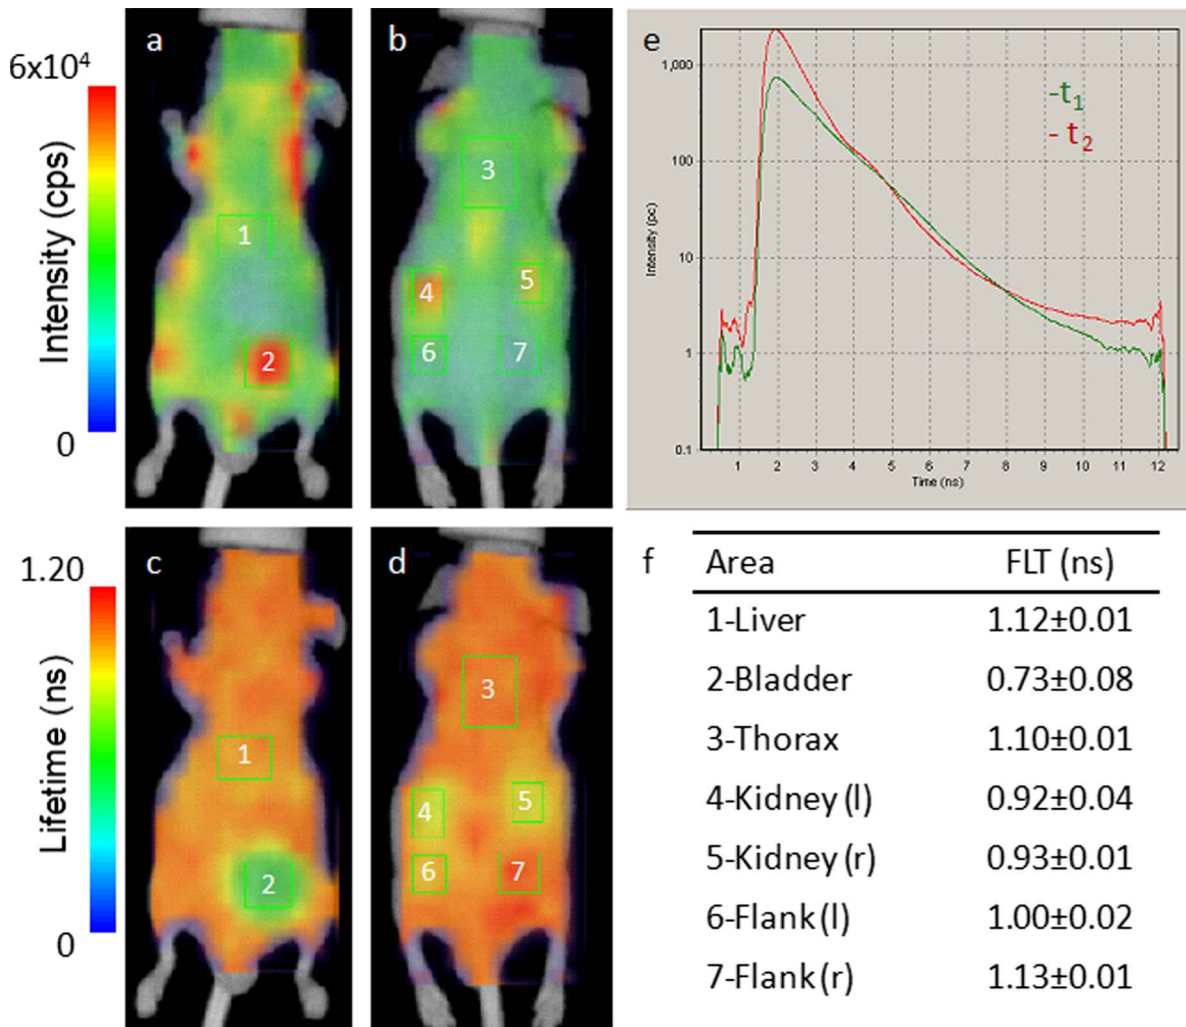 a
b
6x10⁴
Intensity (cps)
0
1
2
3
4
5
6
7
e
Intensity (pc)
1,000
100
10
1
0.1
-t₁
- t₂
1 2 3 4 5 6 7 8 9 10 11 12
Time (ns)
c
d
1.20
Lifetime (ns)
0
1
2
3
4
5
6
7
f
Area FLT (ns)
1-Liver 1.12±0.01
2-Bladder 0.73±0.08
3-Thorax 1.10±0.01
4-Kidney (l) 0.92±0.04
5-Kidney (r) 0.93±0.01
6-Flank (l) 1.00±0.02
7-Flank (r) 1.13±0.01